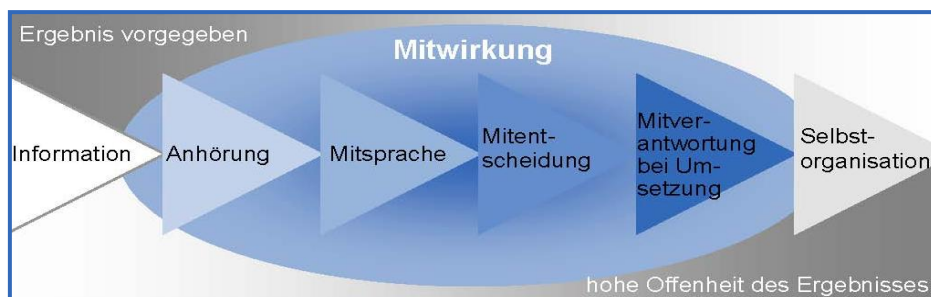 Ergebnis vorgegeben
Mitwirkung
Information
Anhörung
Mitsprache
Mitent-
scheidung
Mitver-
antwortung
bei Um-
setzung
Selbst-
organisation
hohe Offenheit des Ergebnisses